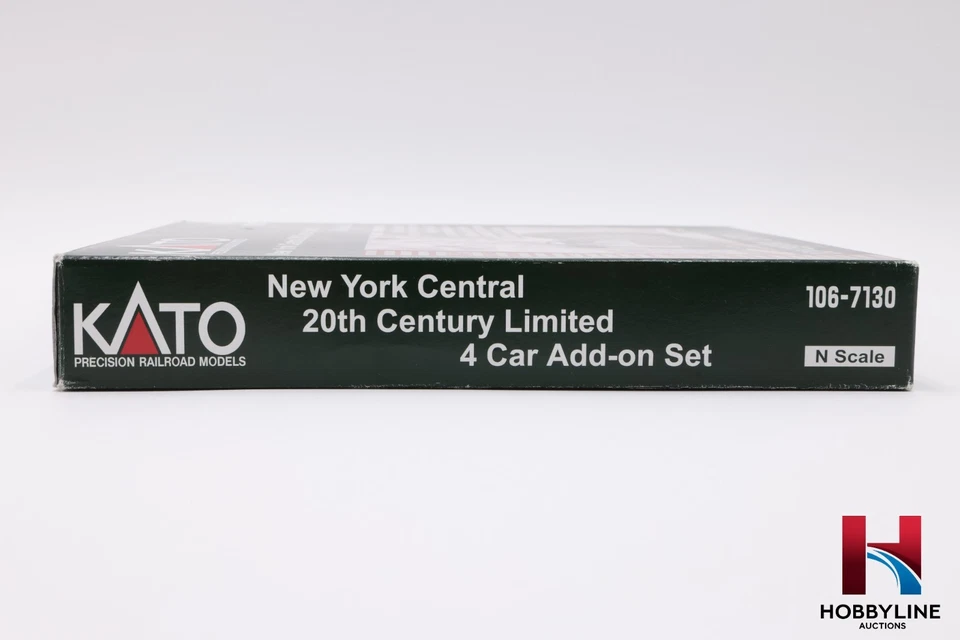 KATO
PRECISION RAILROAD MODELS
New York Central
20th Century Limited
4 Car Add-on Set
106-7130
N Scale
KATO
H
HOBBYLINE
AUCTIONS